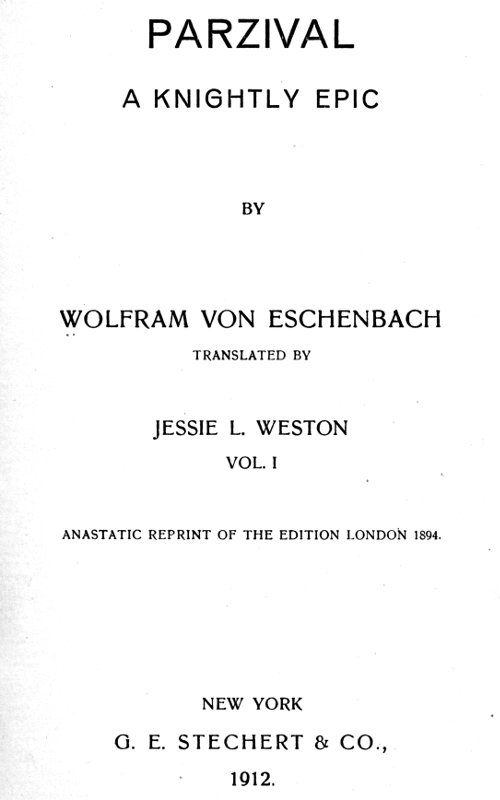 PARZIVAL
A KNIGHTLY EPIC
BY
WOLFRAM VON ESCHENBACH
TRANSLATED BY
JESSIE L. WESTON
VOL. I
ANASTATIC REPRINT OF THE EDITION LONDON 1894.
NEW YORK
G. E. STECHERT & CO.,
1912.